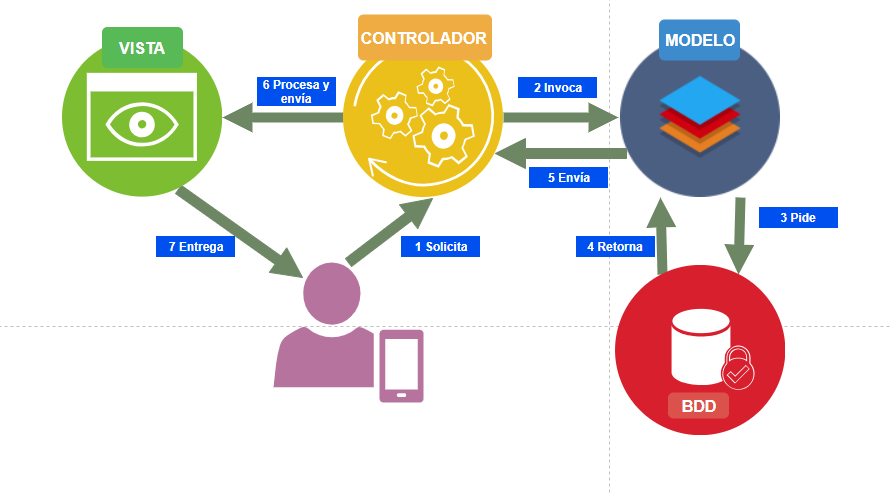 VISTA
CONTROLADOR
MODELO
6 Procesa y
envía
2 Invoca
5 Envía
3 Pide
7 Entrega
1 Solicita
4 Retorna
BDD